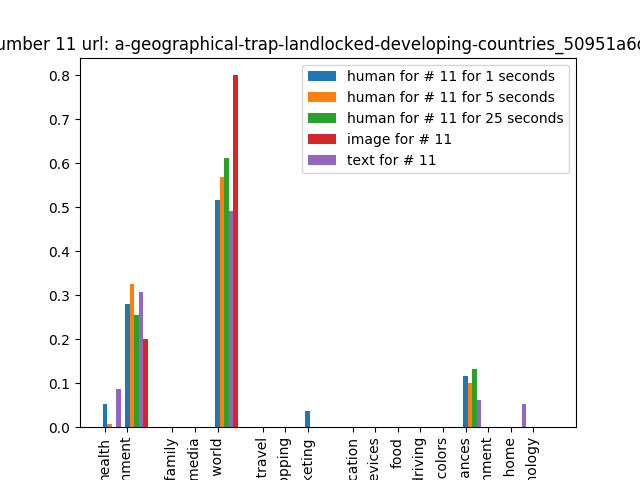 umber 11 url: a-geographical-trap-landlocked-developing-countries_50951a6c
human for # 11 for 1 seconds
human for # 11 for 5 seconds
human for # 11 for 25 seconds
image for # 11
text for # 11
0.8
0.7
0.6
0.5
0.4
0.3
0.2
0.1
0.0
health
nment
family
media
world
travel
opping
keting
cation
evices
food
driving
colors
ances
nment
home
nology